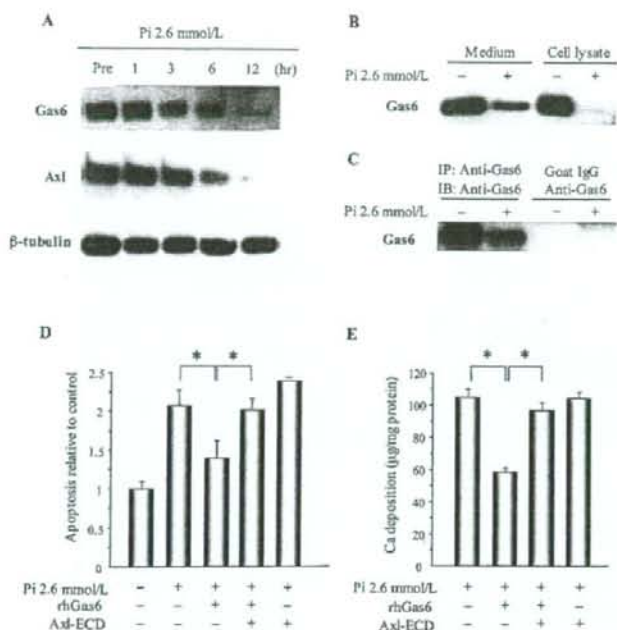 A
Pi 2.6 mmol/L
Pre 1 3 6 12 (hr)
Gas6
Axl
β-tubulin
B
Medium Cell lysate
Pi 2.6 mmol/L − + − +
Gas6
C
IP: Anti-Gas6 Goat IgG
IB: Anti-Gas6 Anti-Gas6
Pi 2.6 mmol/L − + − +
Gas6
D
* *
Apoptosis relative to control
2.5
2
1.5
1
0.5
0
Pi 2.6 mmol/L − + + + +
rhGas6 − − + + −
Axl-ECD − − − + +
E
* *
Ca deposition (μg/mg protein)
120
100
80
60
40
20
0
Pi 2.6 mmol/L + + + +
rhGas6 − + + −
Axl-ECD − − + +